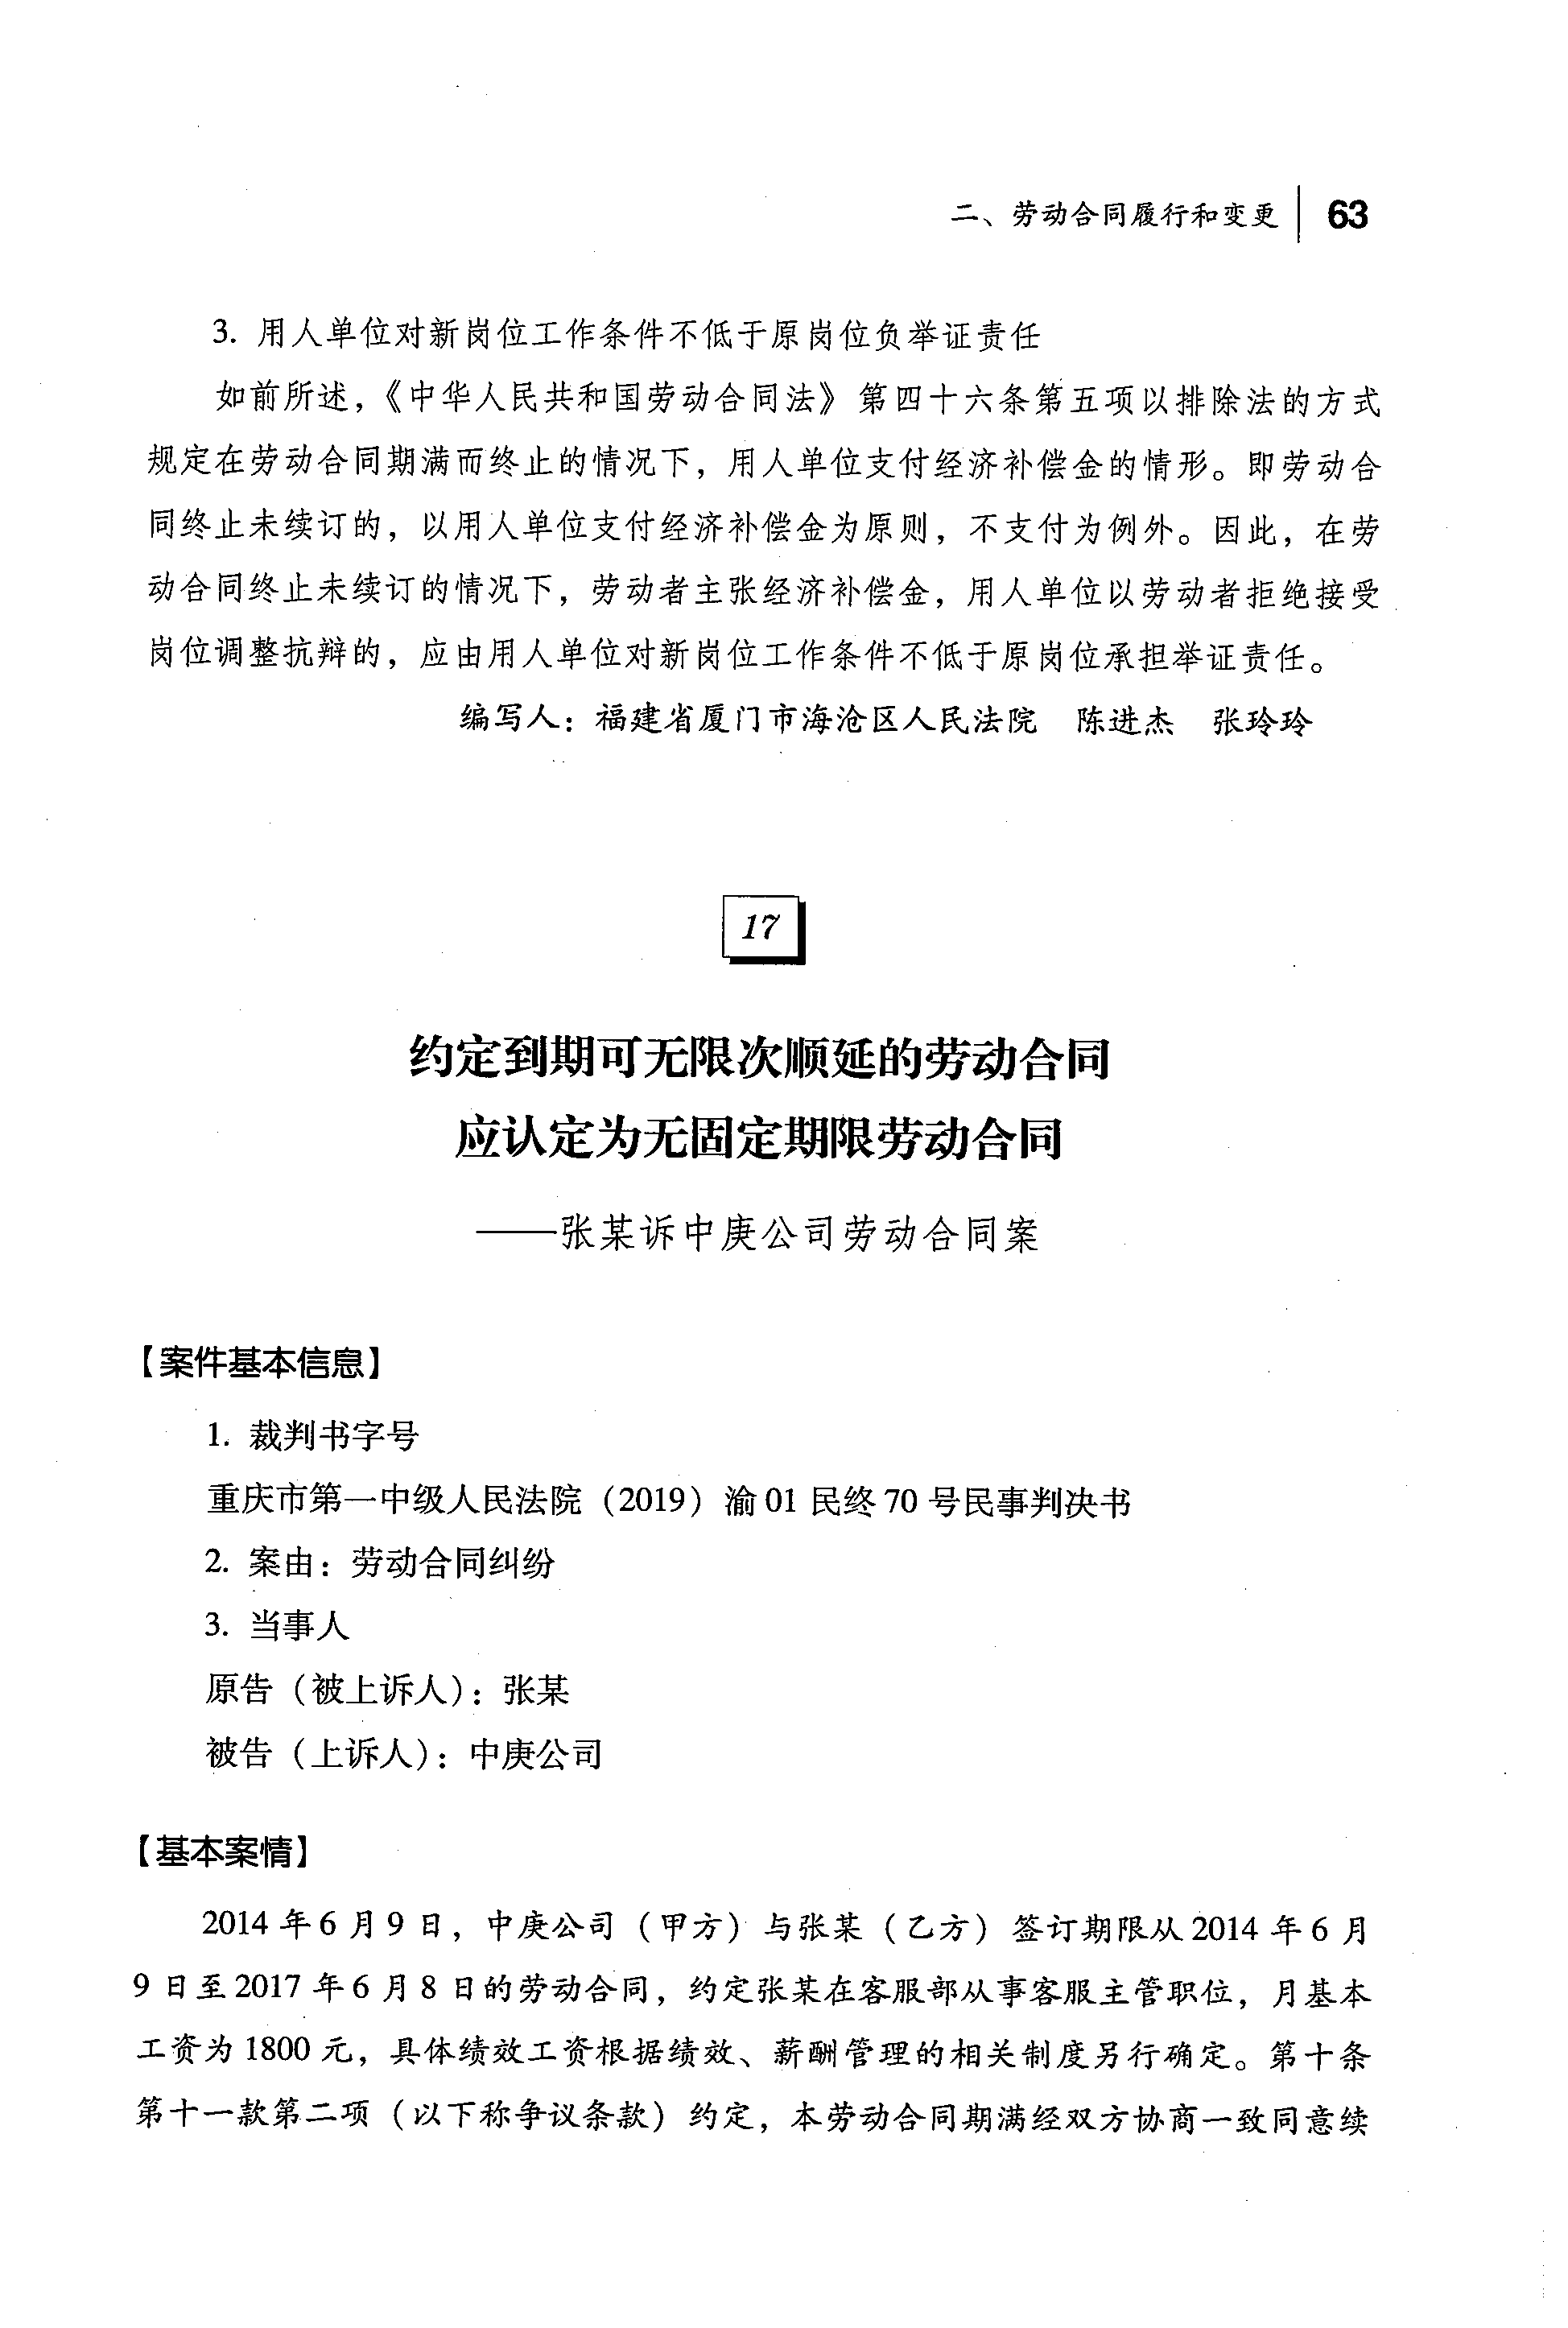 二、劳动合同履行和变更 63
3. 用人单位对新岗位工作条件不低于原岗位负举证责任
如前所述，《中华人民共和国劳动合同法》第四十六条第五项以排除法的方式
规定在劳动合同期满而终止的情况下，用人单位支付经济补偿金的情形。即劳动合
同终止未续订的，以用人单位支付经济补偿金为原则，不支付为例外。因此，在劳
动合同终止未续订的情况下，劳动者主张经济补偿金，用人单位以劳动者拒绝接受
岗位调整抗辩的，应由用人单位对新岗位工作条件不低于原岗位承担举证责任。
编写人：福建省厦门市海沧区人民法院　陈进杰　张玲玲
17
约定到期可无限次顺延的劳动合同
应认定为无固定期限劳动合同
——张某诉中庚公司劳动合同案
【案件基本信息】
1. 裁判书字号
重庆市第一中级人民法院（2019）渝01民终70号民事判决书
2. 案由：劳动合同纠纷
3. 当事人
原告（被上诉人）：张某
被告（上诉人）：中庚公司
【基本案情】
2014年6月9日，中庚公司（甲方）与张某（乙方）签订期限从2014年6月
9日至2017年6月8日的劳动合同，约定张某在客服部从事客服主管职位，月基本
工资为1800元，具体绩效工资根据绩效、薪酬管理的相关制度另行确定。第十条
第十一款第二项（以下称争议条款）约定，本劳动合同期满经双方协商一致同意续